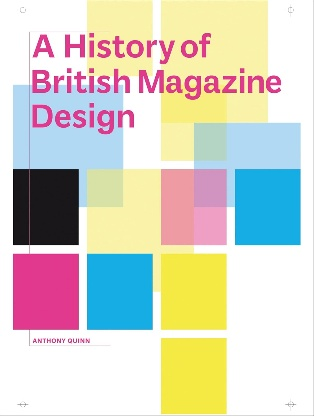 A History of
British Magazine
Design
ANTHONY QUINN